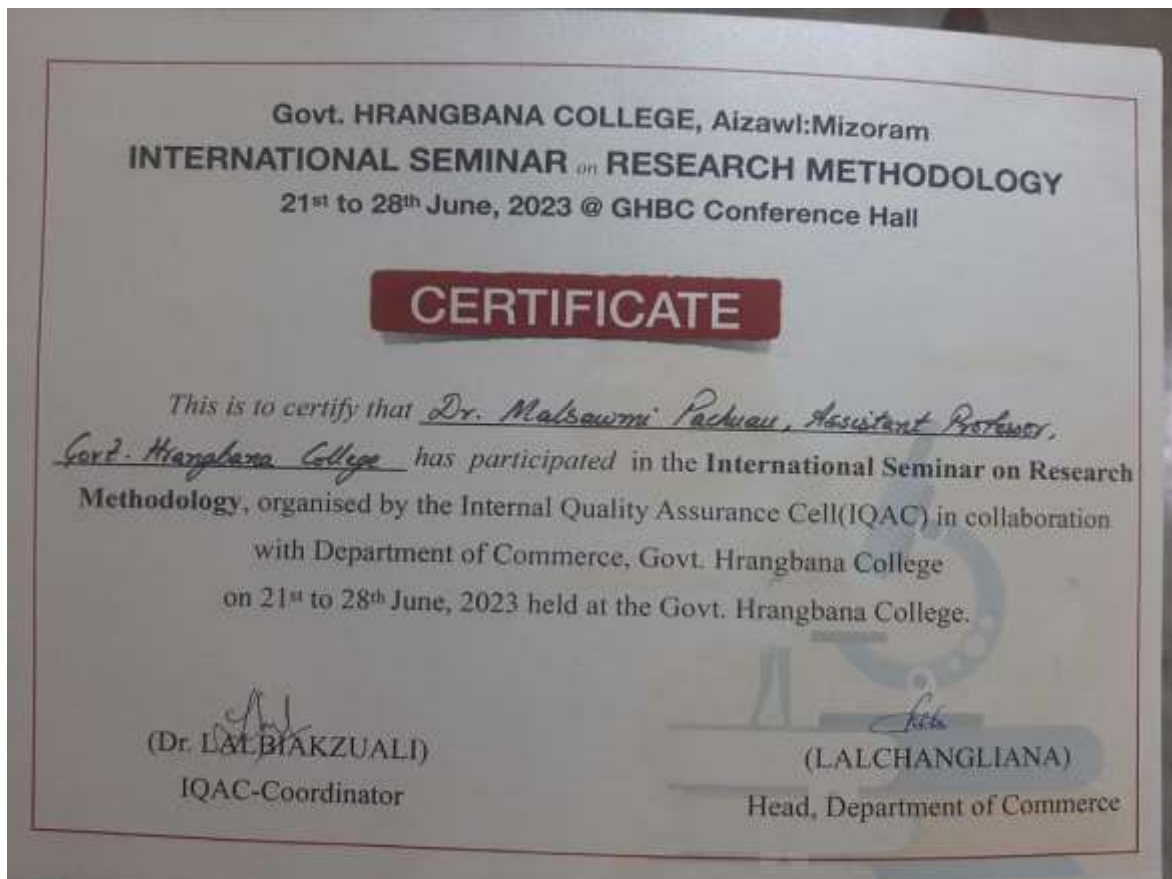 Govt. HRANGBANA COLLEGE, Aizawl:Mizoram
INTERNATIONAL SEMINAR on RESEARCH METHODOLOGY
21st to 28th June, 2023 @ GHBC Conference Hall
CERTIFICATE
This is to certify that Dr. Malsawmi Pachuau, Assistant Professor,
Govt. Hrangbana College has participated in the International Seminar on Research
Methodology, organised by the Internal Quality Assurance Cell(IQAC) in collaboration
with Department of Commerce, Govt. Hrangbana College
on 21st to 28th June, 2023 held at the Govt. Hrangbana College.
(Dr. LALBIAKZUALI)
IQAC-Coordinator
(LALCHANGLIANA)
Head, Department of Commerce